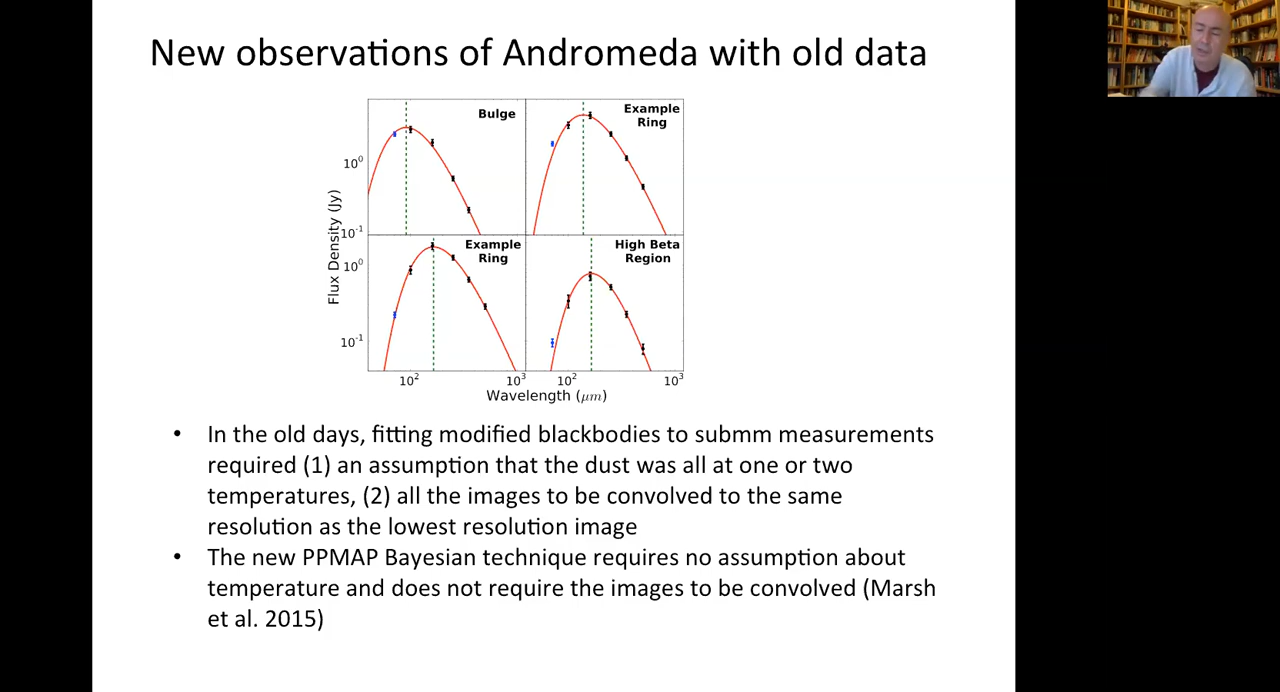 New observations of Andromeda with old data
Bulge
Example
Ring
10⁰
10⁻¹
Example
Ring
High Beta
Region
10⁰
10⁻¹
Flux Density (Jy)
10² 10³ 10² 10³
Wavelength (μm)
• In the old days, fitting modified blackbodies to submm measurements
required (1) an assumption that the dust was all at one or two
temperatures, (2) all the images to be convolved to the same
resolution as the lowest resolution image
• The new PPMAP Bayesian technique requires no assumption about
temperature and does not require the images to be convolved (Marsh
et al. 2015)